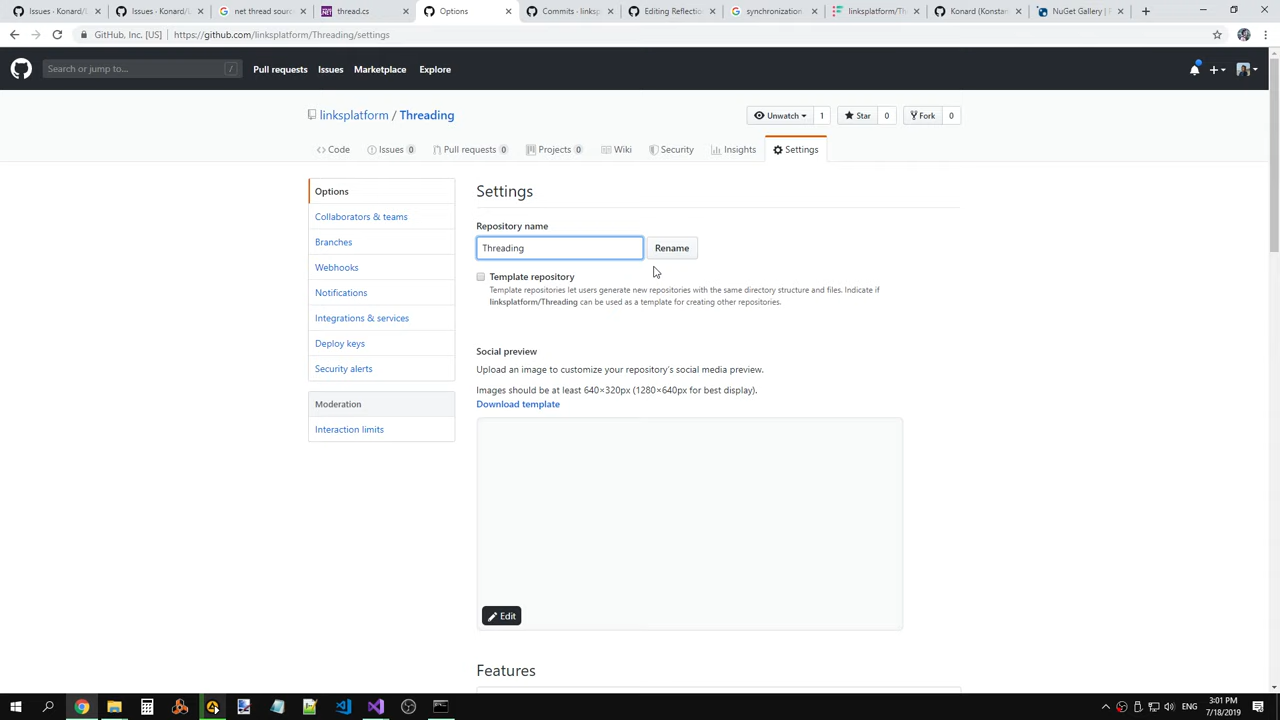 Issues · Konard/
Issues · Konard/Li
net thread sourc
thread.cs
Options
Commits · linksp
Editing Reflectio
synchronization
linksplatform/Th
Konard (Konstan
NuGet Gallery | P
GitHub, Inc. [US] | https://github.com/linksplatform/Threading/settings
Search or jump to... /
Pull requests Issues Marketplace Explore
linksplatform / Threading
Unwatch 1 Star 0 Fork 0
Code Issues 0 Pull requests 0 Projects 0 Wiki Security Insights Settings
Options
Collaborators & teams
Branches
Webhooks
Notifications
Integrations & services
Deploy keys
Security alerts
Moderation
Interaction limits
Settings
Repository name
Threading Rename
Template repository
Template repositories let users generate new repositories with the same directory structure and files. Indicate if
linksplatform/Threading can be used as a template for creating other repositories.
Social preview
Upload an image to customize your repository's social media preview.
Images should be at least 640×320px (1280×640px for best display).
Download template
Edit
Features
ENG
3:01 PM
7/18/2019